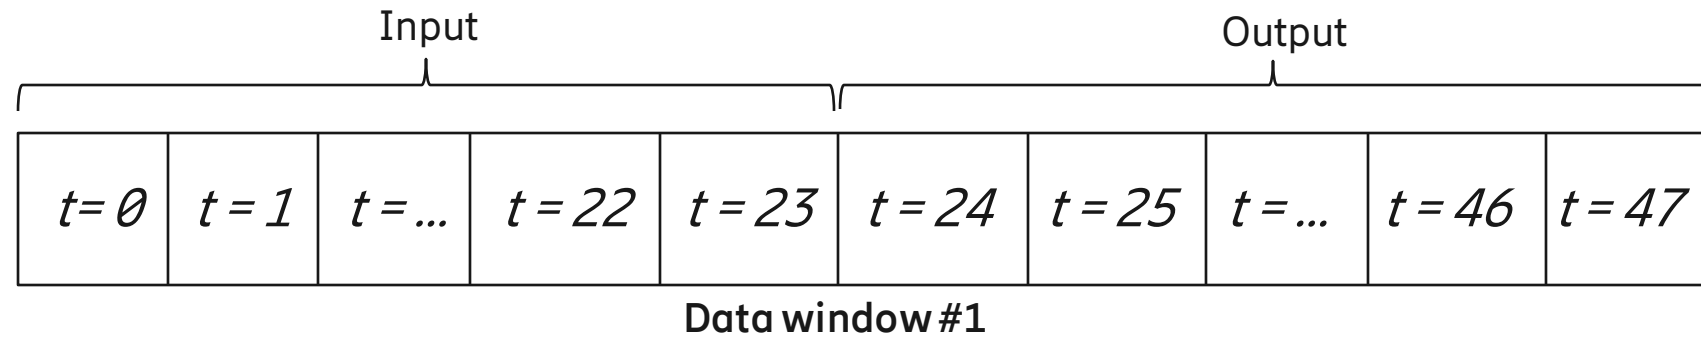 Input Output
t= 0 t = 1 t = ... t = 22 t = 23 t = 24 t = 25 t = ... t = 46 t = 47
Data window #1